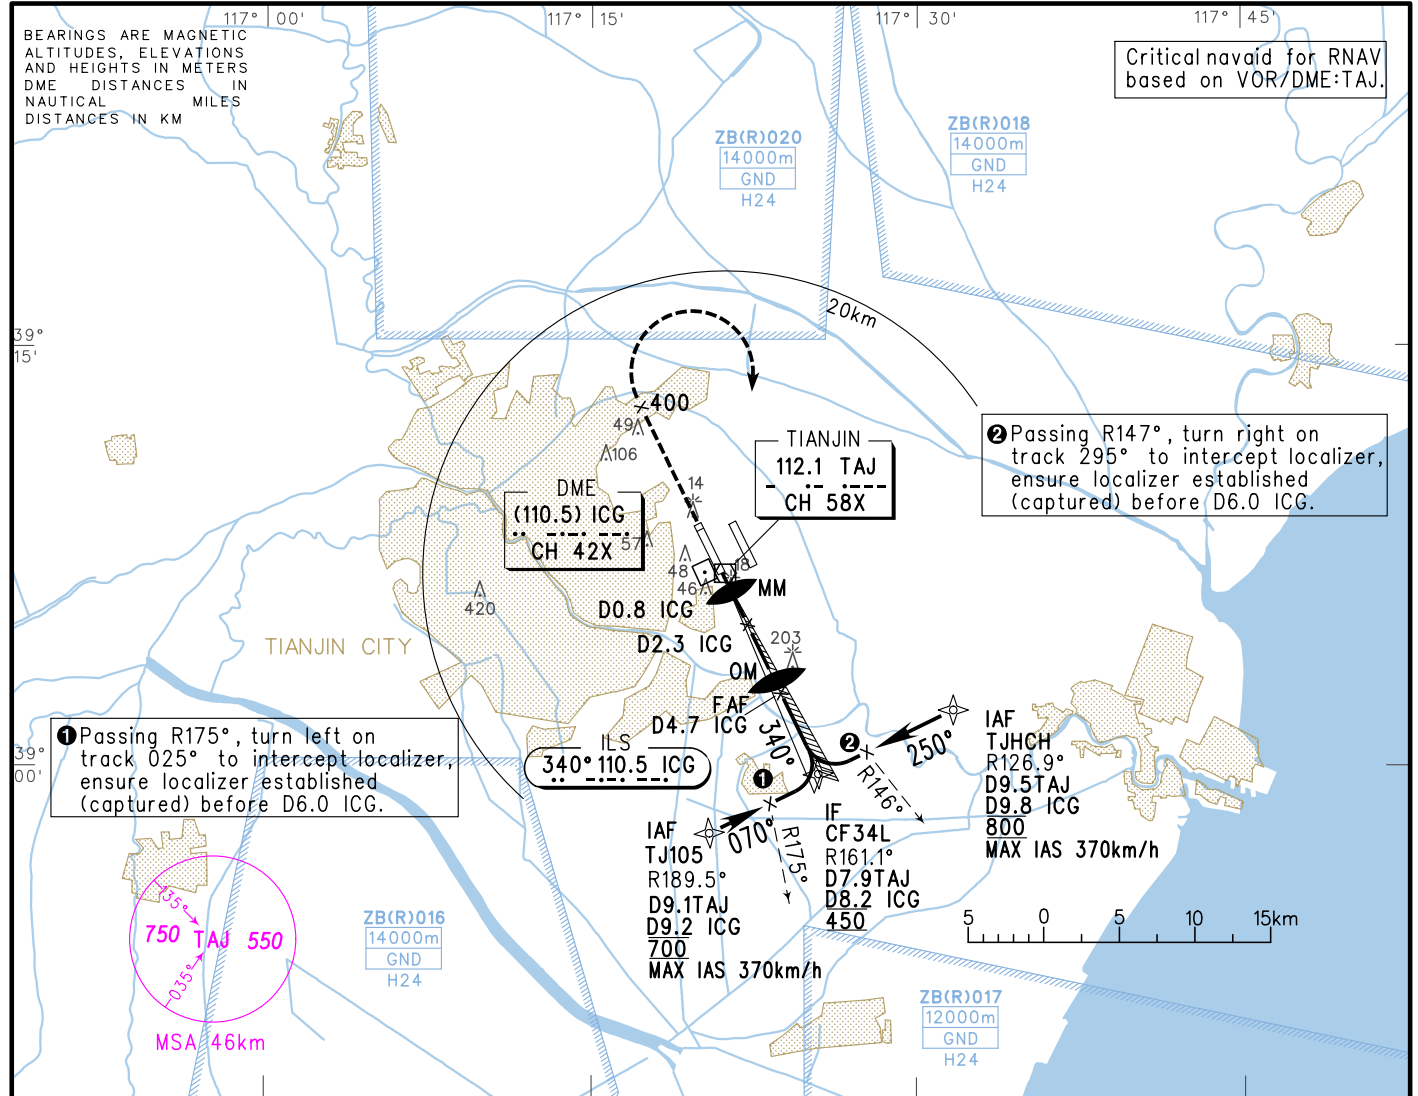 117° 00'
117° 15'
117° 30'
117° 45'
BEARINGS ARE MAGNETIC
ALTITUDES, ELEVATIONS
AND HEIGHTS IN METERS
DME DISTANCES IN
NAUTICAL MILES
DISTANCES IN KM
Critical navaid for RNAV
based on VOR/DME:TAJ.
ZB(R)020
14000m
GND
H24
ZB(R)018
14000m
GND
H24
39°
15'
20km
400
49
106
14
TIANJIN
112.1 TAJ
CH 58X
❷Passing R147°, turn right on
track 295° to intercept localizer,
ensure localizer established
(captured) before D6.0 ICG.
DME
(110.5) ICG
CH 42X
57
48
18
46
420
MM
D0.8 ICG
D2.3 ICG
203
TIANJIN CITY
OM
FAF
D4.7 ICG
340°
ILS
340° 110.5 ICG
❶Passing R175°, turn left on
track 025° to intercept localizer,
ensure localizer established
(captured) before D6.0 ICG.
39°
00'
❷
250°
R146°
IAF
TJHCH
R126.9°
D9.5TAJ
D9.8 ICG
800
MAX IAS 370km/h
❶
070°
R175°
IAF
TJ105
R189.5°
D9.1TAJ
D9.2 ICG
700
MAX IAS 370km/h
IF
CF34L
R161.1°
D7.9TAJ
D8.2 ICG
450
5 0 5 10 15km
135°
750 TAJ 550
035°
MSA 46km
ZB(R)016
14000m
GND
H24
ZB(R)017
12000m
GND
H24